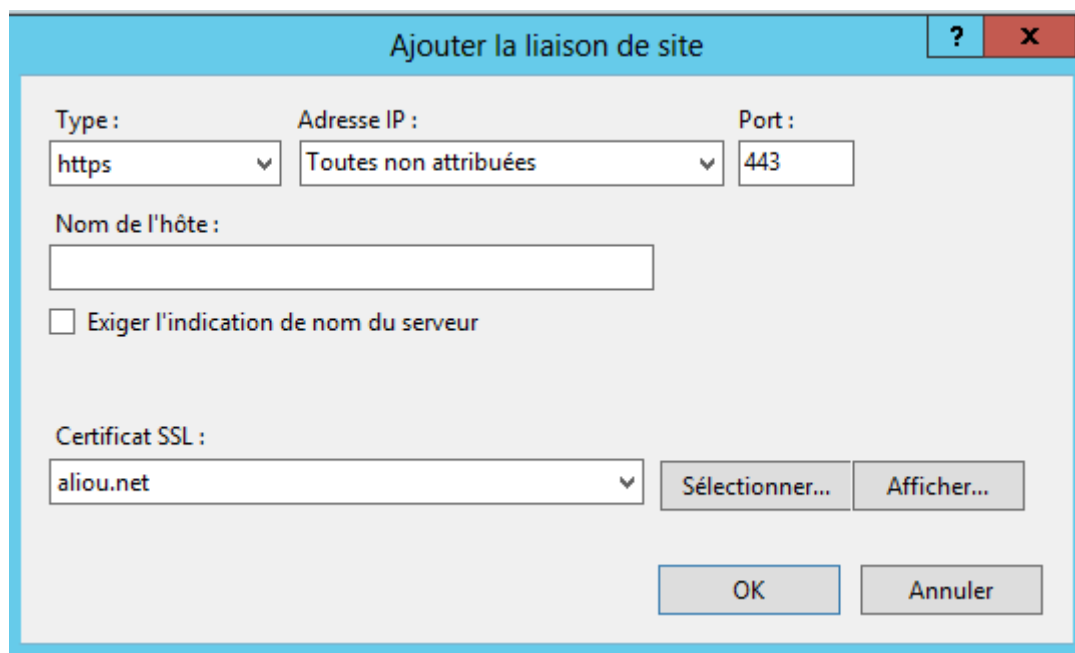 Ajouter la liaison de site
? x
Type : Adresse IP : Port :
https Toutes non attribuées 443
Nom de l'hôte :
Exiger l'indication de nom du serveur
Certificat SSL :
aliou.net Sélectionner... Afficher...
OK Annuler